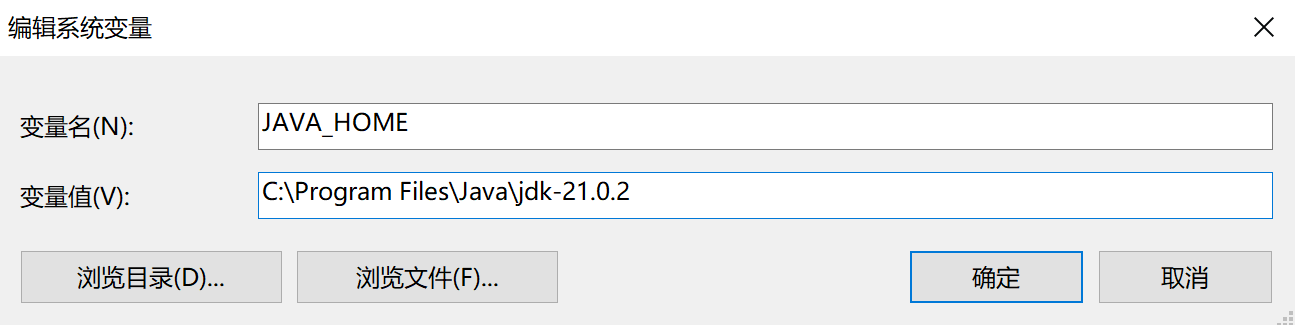 编辑系统变量
变量名(N):
JAVA_HOME
变量值(V):
C:\Program Files\Java\jdk-21.0.2
浏览目录(D)... 浏览文件(F)... 确定 取消